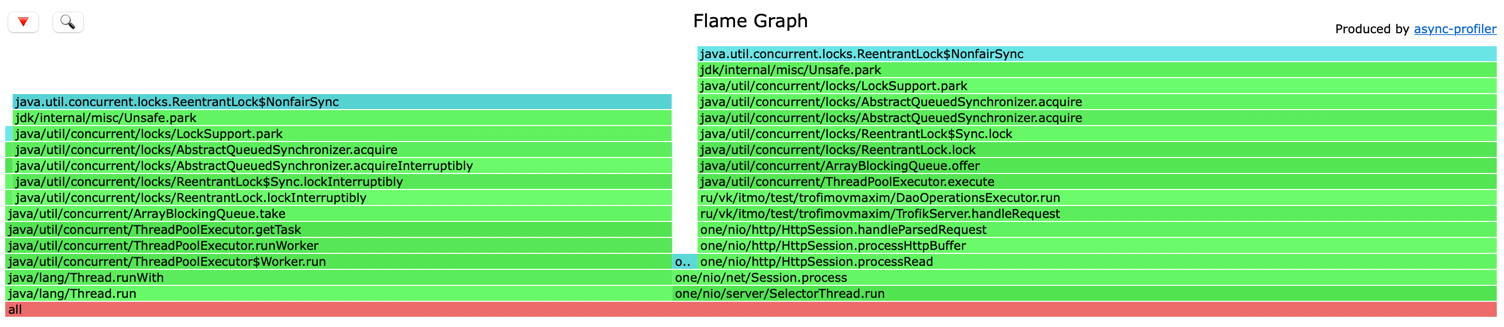 Flame Graph
Produced by async-profiler
java.util.concurrent.locks.ReentrantLock$NonfairSync
jdk/internal/misc/Unsafe.park
java/util/concurrent/locks/LockSupport.park
java/util/concurrent/locks/AbstractQueuedSynchronizer.acquire
java/util/concurrent/locks/AbstractQueuedSynchronizer.acquireInterruptibly
java/util/concurrent/locks/ReentrantLock$Sync.lockInterruptibly
java/util/concurrent/locks/ReentrantLock.lockInterruptibly
java/util/concurrent/ArrayBlockingQueue.take
java/util/concurrent/ThreadPoolExecutor.getTask
java/util/concurrent/ThreadPoolExecutor.runWorker
java/util/concurrent/ThreadPoolExecutor$Worker.run
java/lang/Thread.runWith
java/lang/Thread.run
java.util.concurrent.locks.ReentrantLock$NonfairSync
jdk/internal/misc/Unsafe.park
java/util/concurrent/locks/LockSupport.park
java/util/concurrent/locks/AbstractQueuedSynchronizer.acquire
java/util/concurrent/locks/AbstractQueuedSynchronizer.acquire
java/util/concurrent/locks/ReentrantLock$Sync.lock
java/util/concurrent/locks/ReentrantLock.lock
java/util/concurrent/ArrayBlockingQueue.offer
java/util/concurrent/ThreadPoolExecutor.execute
ru/vk/itmo/test/trofimovmaxim/DaoOperationsExecutor.run
ru/vk/itmo/test/trofimovmaxim/TrofikServer.handleRequest
one/nio/http/HttpSession.handleParsedRequest
one/nio/http/HttpSession.processHttpBuffer
o.. one/nio/http/HttpSession.processRead
one/nio/net/Session.process
one/nio/server/SelectorThread.run
all